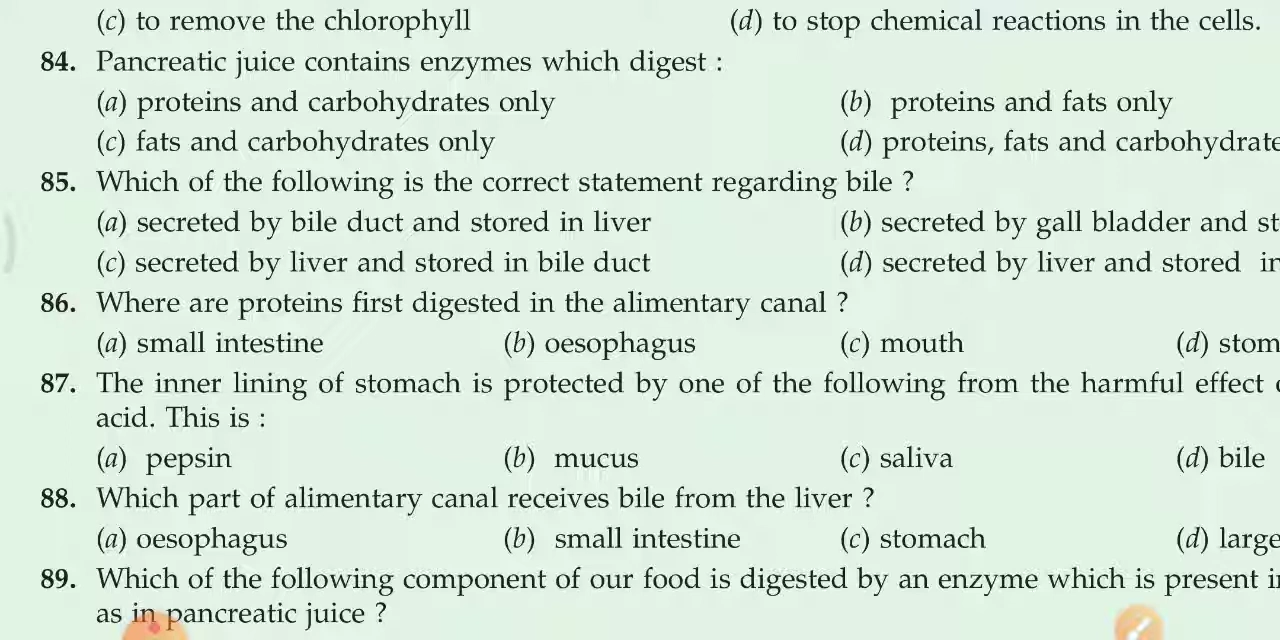 (c) to remove the chlorophyll (d) to stop chemical reactions in the cells.
84. Pancreatic juice contains enzymes which digest :
(a) proteins and carbohydrates only (b) proteins and fats only
(c) fats and carbohydrates only (d) proteins, fats and carbohydrate
85. Which of the following is the correct statement regarding bile ?
(a) secreted by bile duct and stored in liver (b) secreted by gall bladder and st
(c) secreted by liver and stored in bile duct (d) secreted by liver and stored in
86. Where are proteins first digested in the alimentary canal ?
(a) small intestine (b) oesophagus (c) mouth (d) stom
87. The inner lining of stomach is protected by one of the following from the harmful effect
acid. This is :
(a) pepsin (b) mucus (c) saliva (d) bile
88. Which part of alimentary canal receives bile from the liver ?
(a) oesophagus (b) small intestine (c) stomach (d) large
89. Which of the following component of our food is digested by an enzyme which is present in
as in pancreatic juice ?